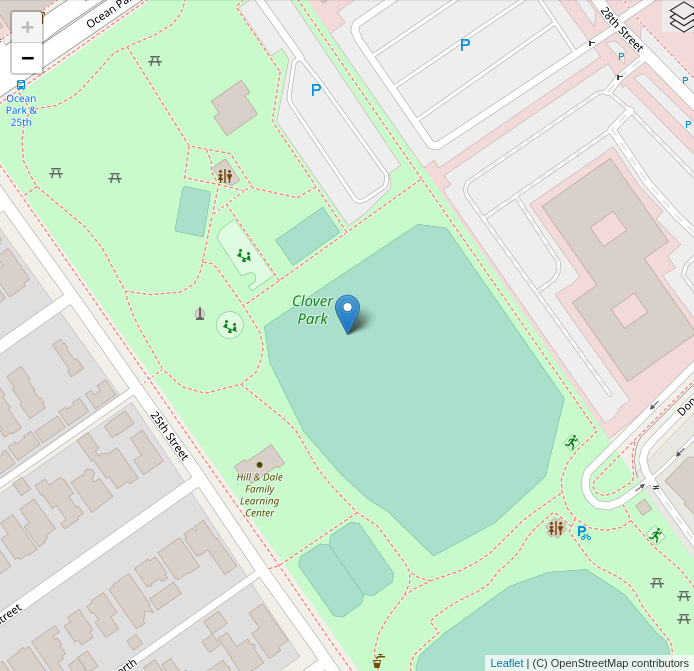 Ocean Pa
28th Street
+
−
P
P
P
P
P
Ocean
Park &
25th
Clover
Park
25th Street
Don
Hill & Dale
Family
Learning
Center
treet
orth
Leaflet | (C) OpenStreetMap contributors